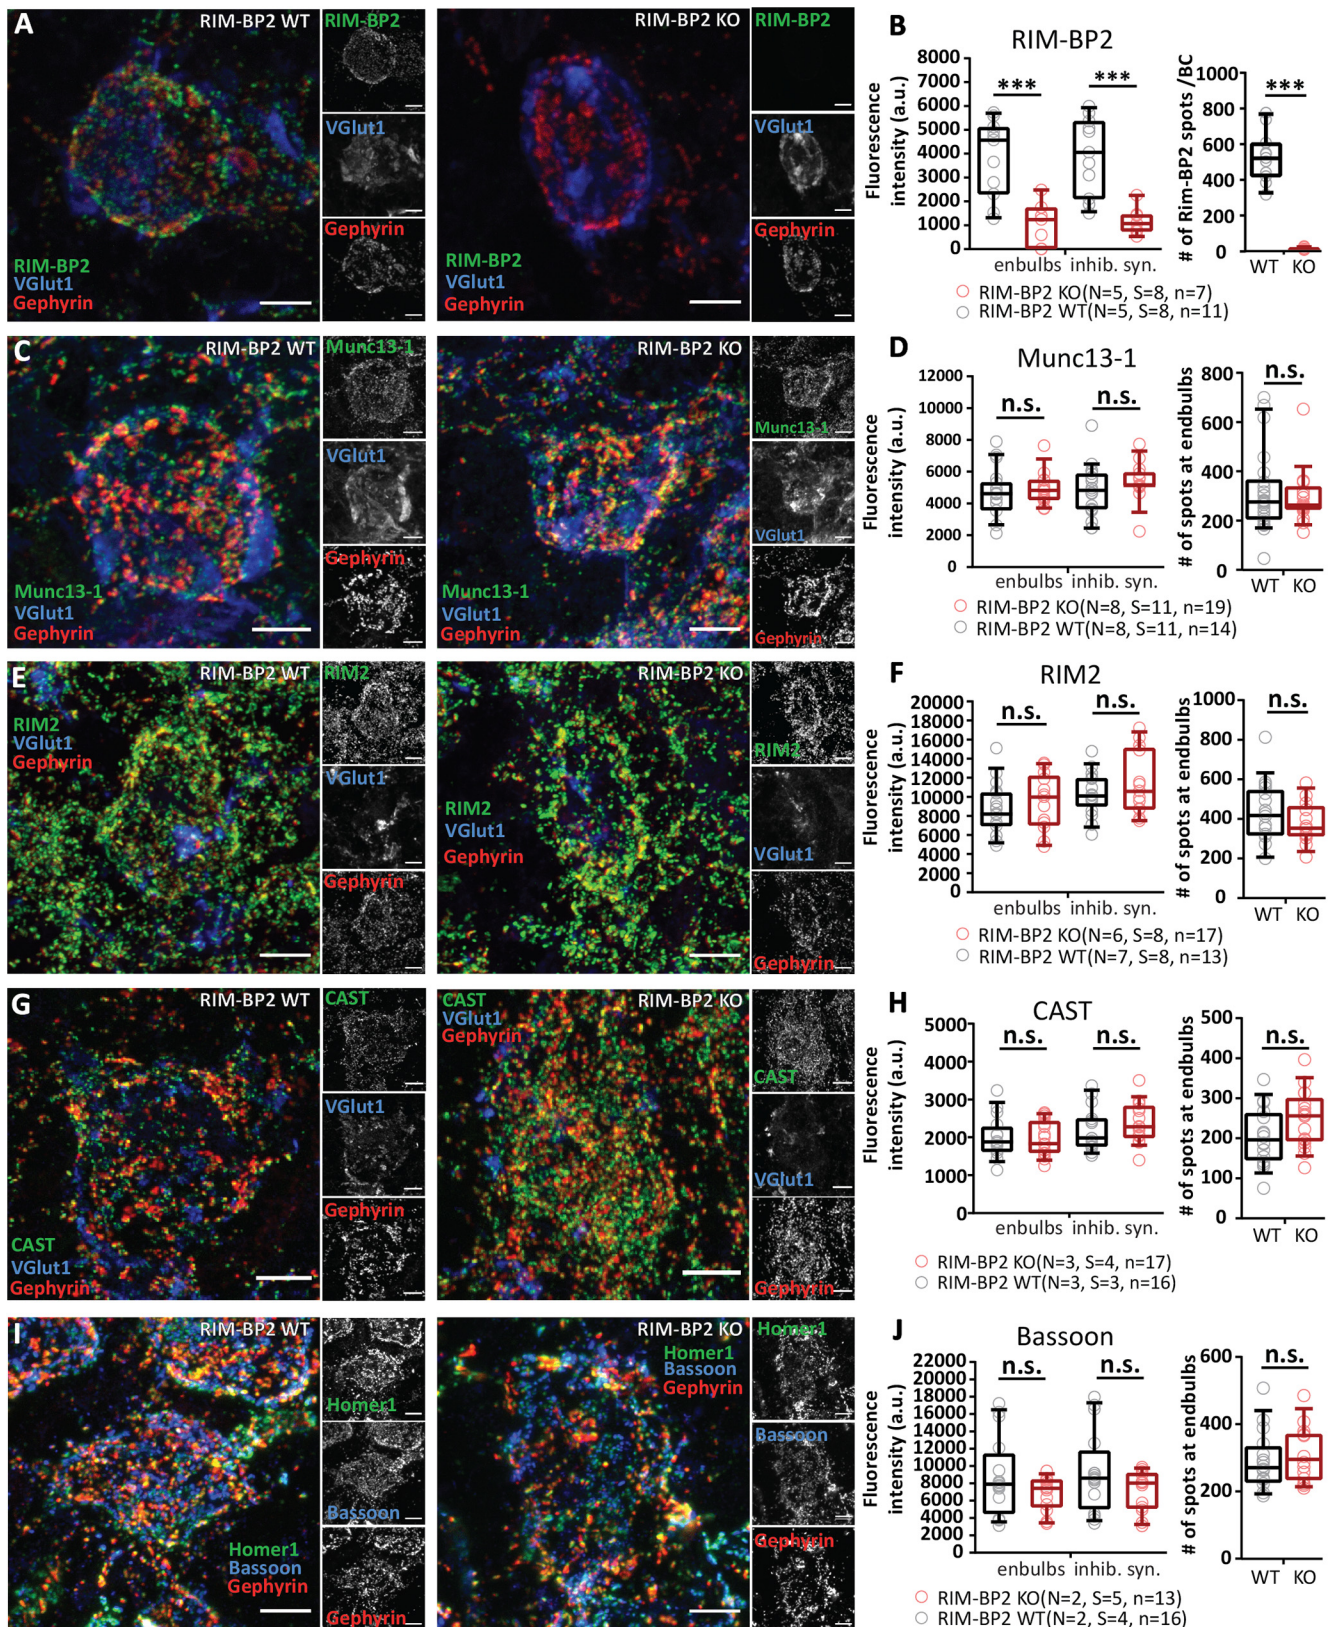 A
RIM-BP2 WT
RIM-BP2
VGlut1
Gephyrin
RIM-BP2
VGlut1
Gephyrin
RIM-BP2 KO
RIM-BP2
VGlut1
Gephyrin
B
RIM-BP2
Fluorescence
intensity (a.u.)
8000
7000
6000
5000
4000
3000
2000
1000
0
***
***
enbulbs inhib. syn.
# of Rim-BP2 spots /BC
1000
800
600
400
200
0
***
WT KO
RIM-BP2 KO(N=5, S=8, n=7)
RIM-BP2 WT(N=5, S=8, n=11)
C
RIM-BP2 WT
Munc13-1
VGlut1
Gephyrin
Munc13-1
VGlut1
Gephyrin
RIM-BP2 KO
Munc13-1
VGlut1
Gephyrin
Munc13-1
VGlut1
Gephyrin
D
Munc13-1
Fluorescence
intensity (a.u.)
12000
10000
8000
6000
4000
2000
0
n.s.
n.s.
enbulbs inhib. syn.
# of spots at endbulbs
800
600
400
200
0
n.s.
WT KO
RIM-BP2 KO(N=8, S=11, n=19)
RIM-BP2 WT(N=8, S=11, n=14)
E
RIM-BP2 WT
RIM2
VGlut1
Gephyrin
RIM2
VGlut1
Gephyrin
RIM-BP2 KO
RIM2
VGlut1
Gephyrin
RIM2
VGlut1
Gephyrin
F
RIM2
Fluorescence
intensity (a.u.)
20000
18000
16000
14000
12000
10000
8000
6000
4000
2000
0
n.s.
n.s.
enbulbs inhib. syn.
# of spots at endbulbs
1000
800
600
400
200
0
n.s.
WT KO
RIM-BP2 KO(N=6, S=8, n=17)
RIM-BP2 WT(N=7, S=8, n=13)
G
RIM-BP2 WT
CAST
VGlut1
Gephyrin
CAST
VGlut1
Gephyrin
RIM-BP2 KO
CAST
VGlut1
Gephyrin
CAST
VGlut1
Gephyrin
H
CAST
Fluorescence
intensity (a.u.)
5000
4000
3000
2000
1000
0
n.s.
n.s.
enbulbs inhib. syn.
# of spots at endbulbs
500
400
300
200
100
0
n.s.
WT KO
RIM-BP2 KO(N=3, S=4, n=17)
RIM-BP2 WT(N=3, S=3, n=16)
I
RIM-BP2 WT
Homer1
Bassoon
Gephyrin
Homer1
Bassoon
Gephyrin
RIM-BP2 KO
Homer1
Bassoon
Gephyrin
Homer1
Bassoon
Gephyrin
J
Bassoon
Fluorescence
intensity (a.u.)
22000
20000
18000
16000
14000
12000
10000
8000
6000
4000
2000
0
n.s.
n.s.
enbulbs inhib. syn.
# of spots at endbulbs
600
400
200
0
n.s.
WT KO
RIM-BP2 KO(N=2, S=5, n=13)
RIM-BP2 WT(N=2, S=4, n=16)